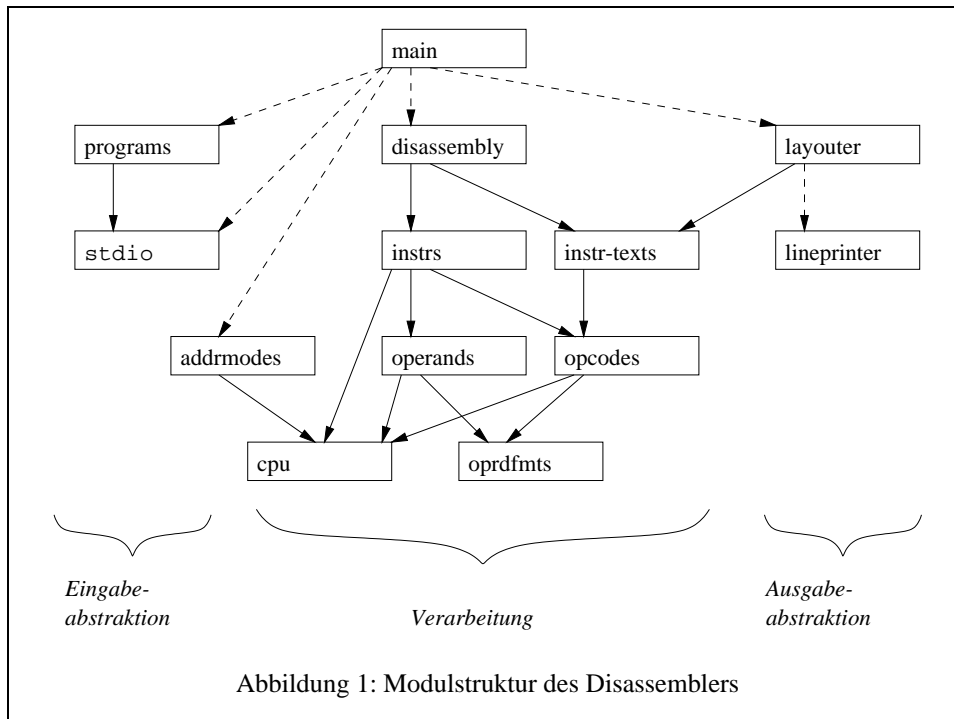 main
programs
disassembly
layouter
stdio
instrs
instr-texts
lineprinter
addrmodes
operands
opcodes
cpu
oprdfmts
Eingabe-
abstraktion
Verarbeitung
Ausgabe-
abstraktion
Abbildung 1: Modulstruktur des Disassemblers